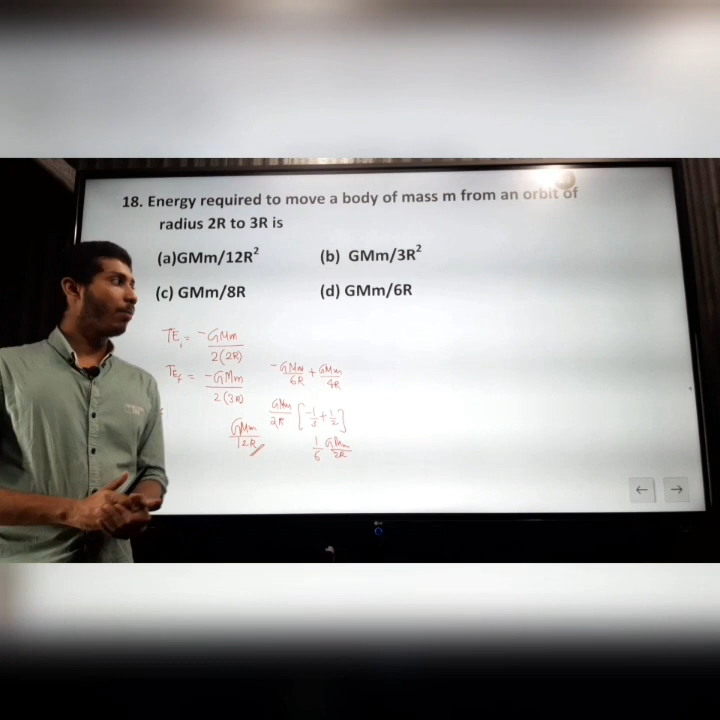 18. Energy required to move a body of mass m from an orbit of
radius 2R to 3R is
(a)GMm/12R² (b) GMm/3R²
(c) GMm/8R (d) GMm/6R
TEᵢ = -GMm/2(2R)
TE_f = -GMm/2(3R)
-GMm/6R + GMm/4R
GMm/2R [-1/3 + 1/2]
GMm/12R
1/6 GMm/2R
← →